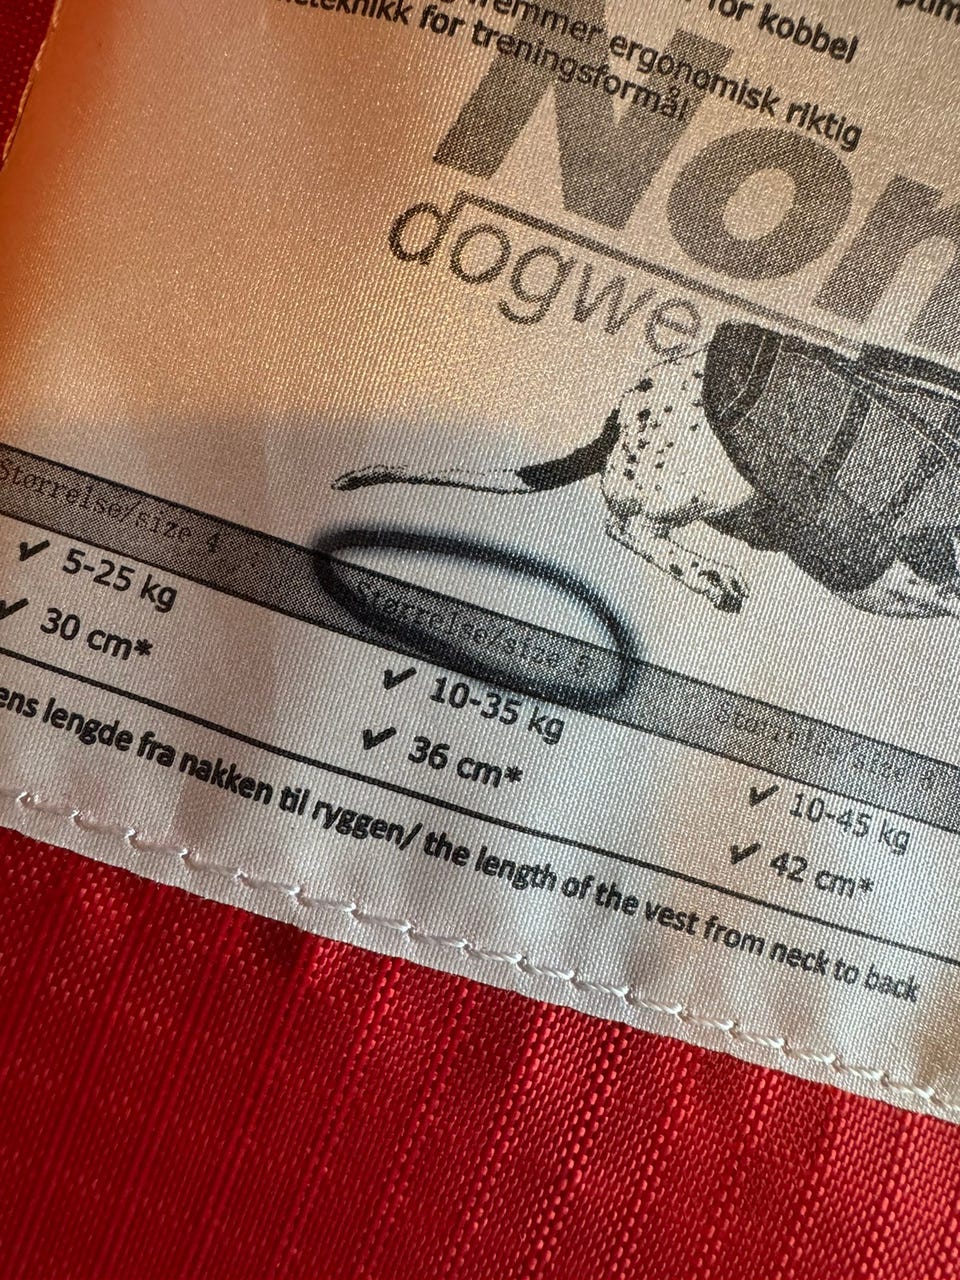 for kobbel
fremmer ergonomisk riktig
for treningsformål
Non
dogwe
Størrelse/size 4
5-25 kg
30 cm*
Størrelse/size 5
10-35 kg
36 cm*
10-45 kg
42 cm*
ens lengde fra nakken til ryggen/ the length of the vest from neck to back